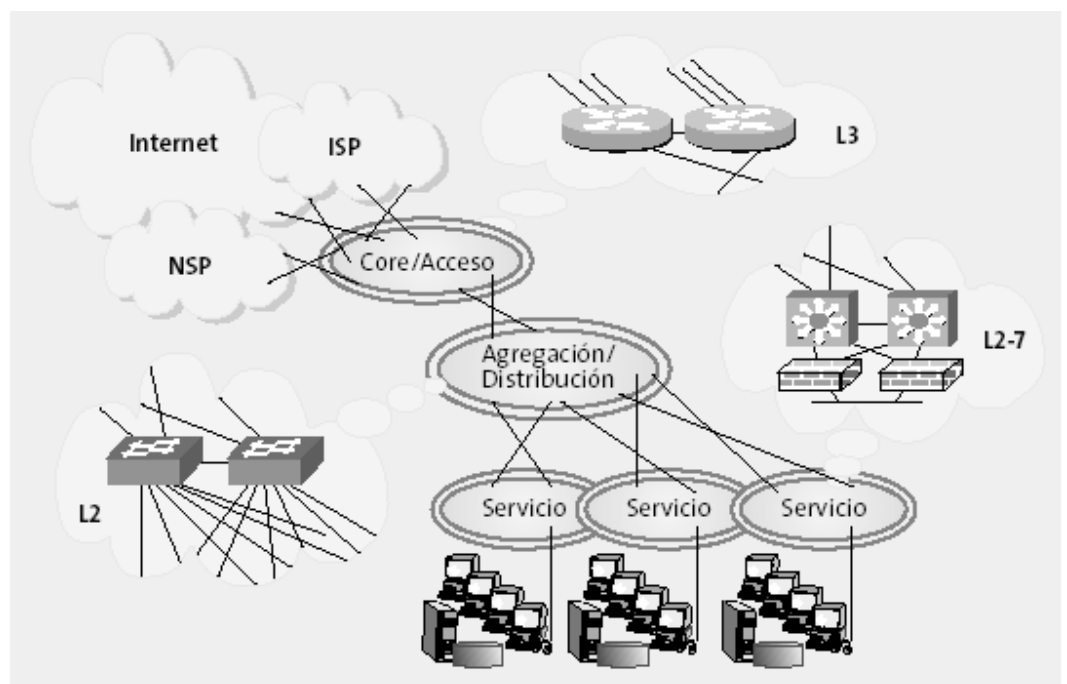 Internet
ISP
L3
NSP
Core/Acceso
L2-7
Agregación/
Distribución
L2
Servicio
Servicio
Servicio